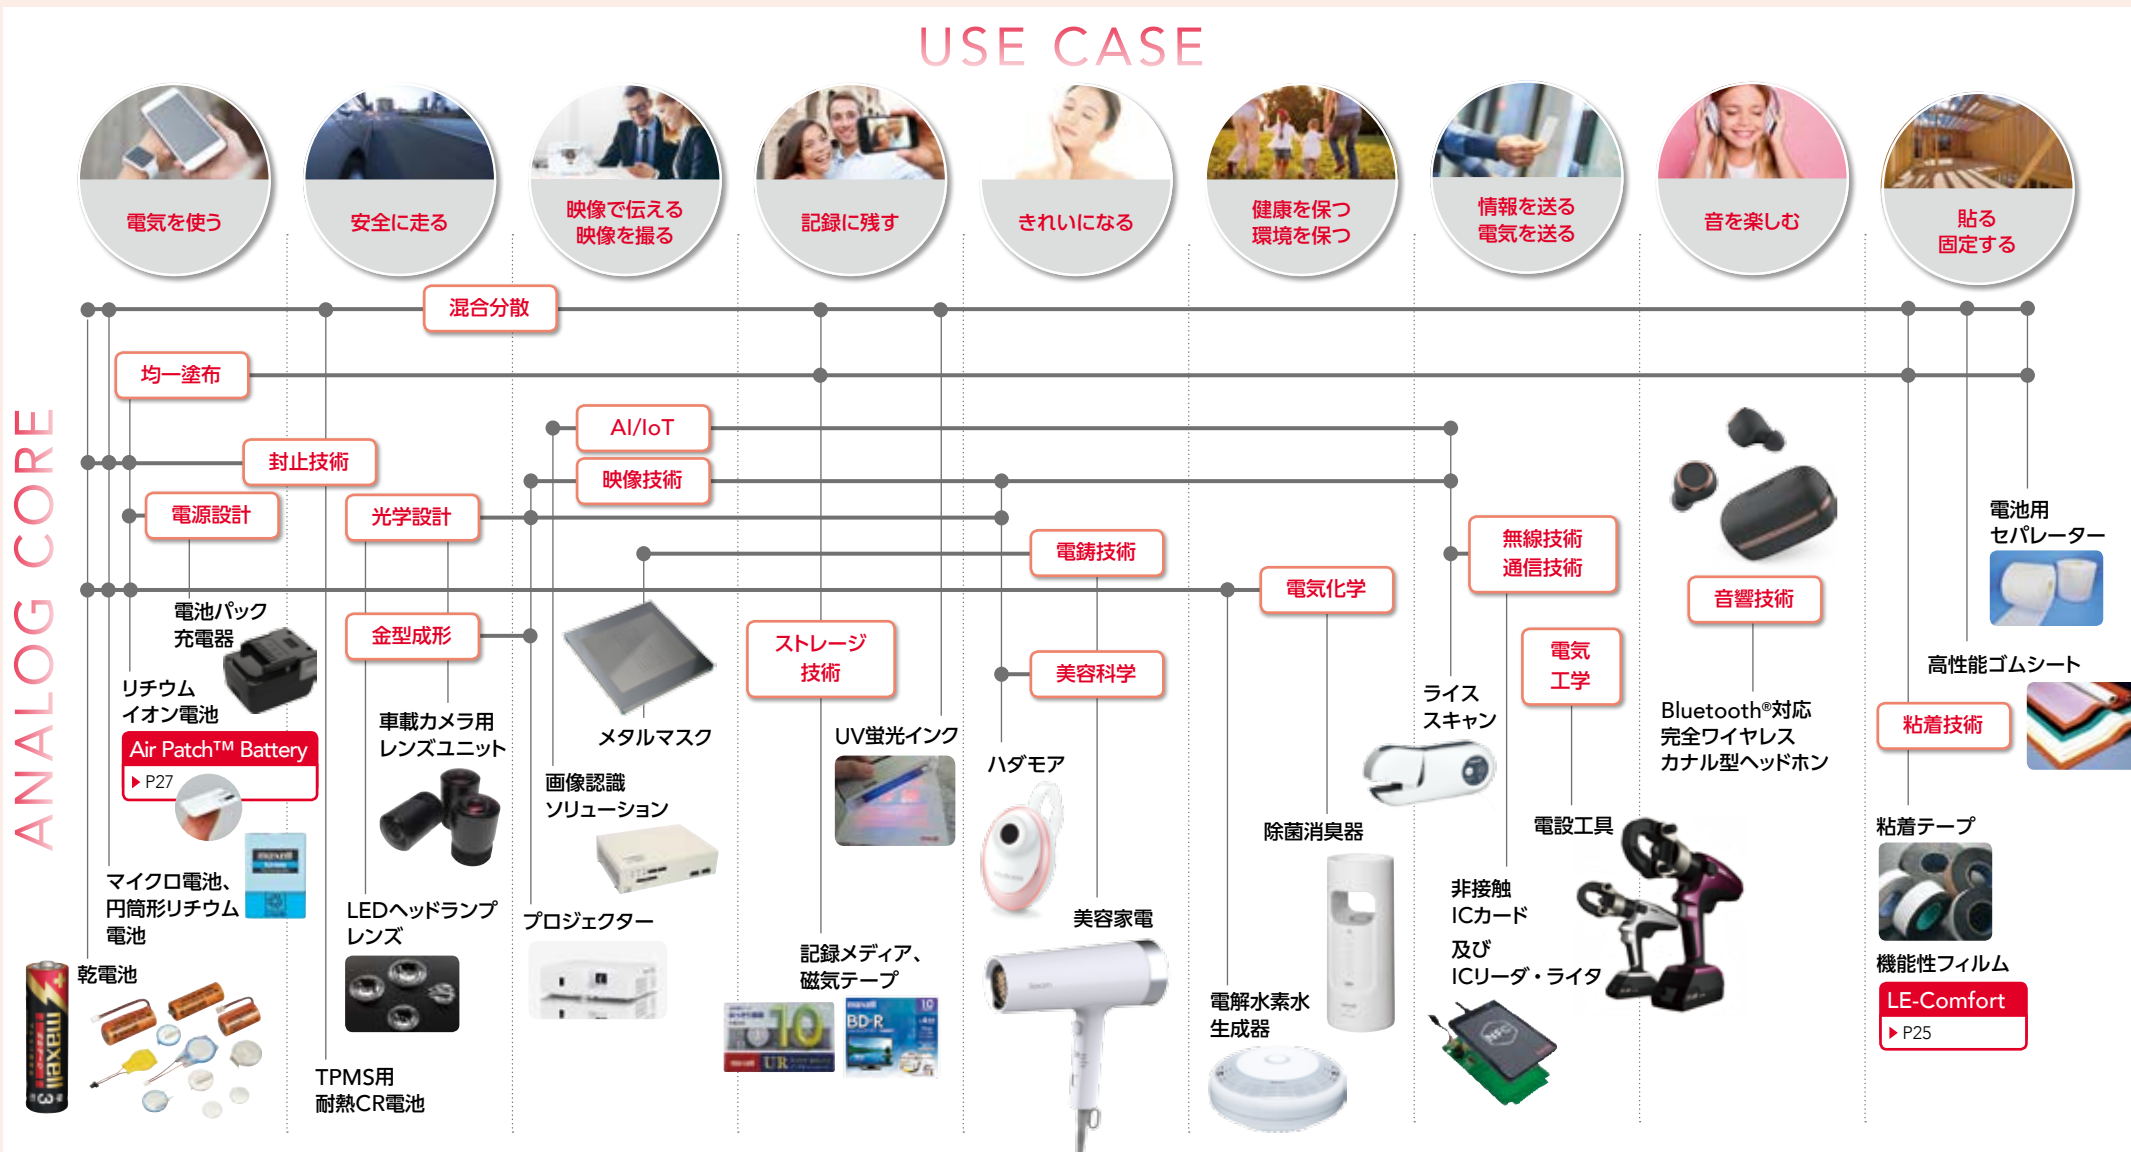 USE CASE
ANALOG CORE
電気を使う
安全に走る
映像で伝える
映像を撮る
記録に残す
きれいになる
健康を保つ
環境を保つ
情報を送る
電気を送る
音を楽しむ
貼る
固定する
混合分散
均一塗布
AI/IoT
封止技術
映像技術
電源設計
光学設計
無線技術
通信技術
電鋳技術
電気化学
音響技術
金型成形
ストレージ
技術
美容科学
電気
工学
粘着技術
電池パック
充電器
リチウム
イオン電池
Air Patch™ Battery
▶ P27
マイクロ電池、
円筒形リチウム
電池
乾電池
車載カメラ用
レンズユニット
LEDヘッドランプ
レンズ
TPMS用
耐熱CR電池
メタルマスク
画像認識
ソリューション
プロジェクター
UV蛍光インク
記録メディア、
磁気テープ
ハダモア
美容家電
除菌消臭器
電解水素水
生成器
ライス
スキャン
非接触
ICカード
及び
ICリーダ・ライタ
電設工具
Bluetooth®対応
完全ワイヤレス
カナル型ヘッドホン
電池用
セパレーター
高性能ゴムシート
粘着テープ
機能性フィルム
LE-Comfort
▶ P25
maxell
maxell
10
UR
maxell
10
BD-R
NFC